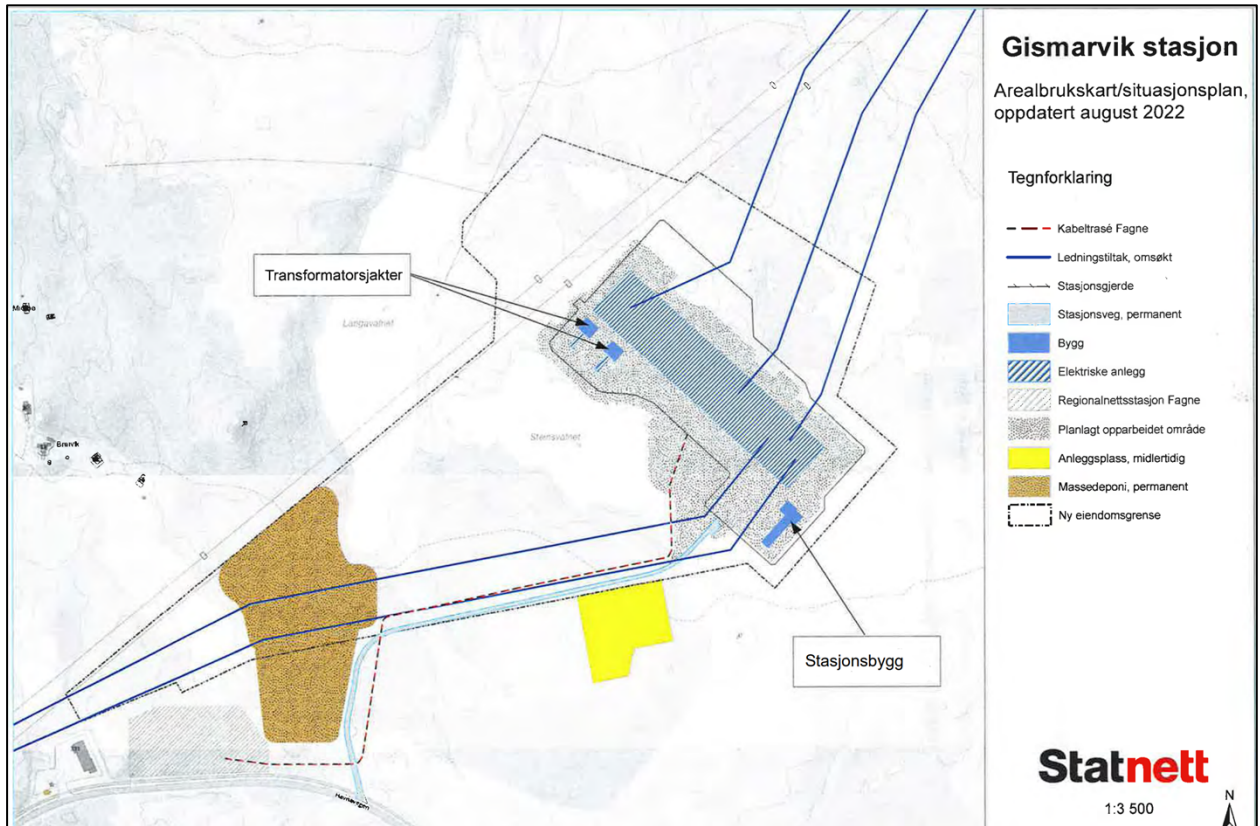 Gismarvik stasjon
Arealbrukskart/situasjonsplan,
oppdatert august 2022
Tegnforklaring
Kabeltrasé Fagne
Ledningstiltak, omsøkt
Stasjonsgjerde
Stasjonsveg, permanent
Bygg
Elektriske anlegg
Regionalnettsstasjon Fagne
Planlagt opparbeidet område
Anleggsplass, midlertidig
Massedeponi, permanent
Ny eiendomsgrense
Transformatorsjakter
Langavatnet
Stemsvatnet
Stasjonsbygg
Statnett
1:3 500
N